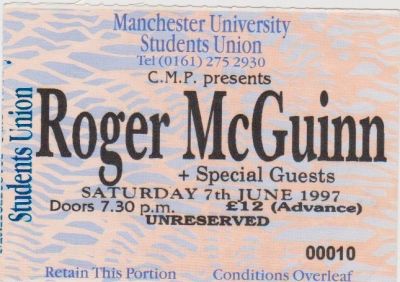 Manchester University
Students Union
Tel (0161) 275 2930
C.M.P. presents
Students Union
Roger McGuinn
+ Special Guests
SATURDAY 7th JUNE 1997
Doors 7.30 p.m. £12 (Advance)
UNRESERVED
00010
Retain This Portion Conditions Overleaf